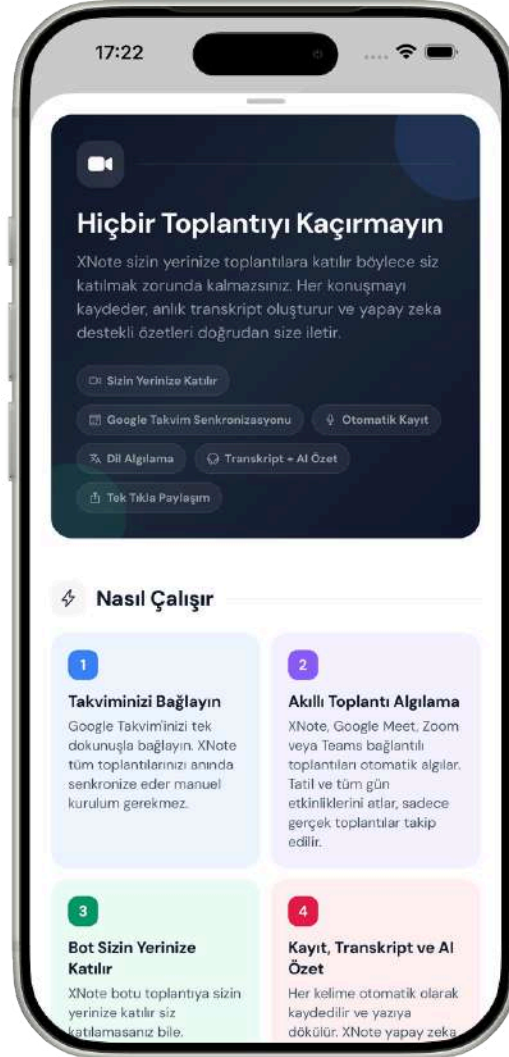 17:22
Hiçbir Toplantıyı Kaçırmayın
XNote sizin yerinize toplantılara katılır böylece siz
katılmak zorunda kalmazsınız. Her konuşmayı
kaydeder, anlık transkript oluşturur ve yapay zeka
destekli özetleri doğrudan size iletir.
Sizin Yerinize Katılır
Google Takvim Senkronizasyonu
Otomatik Kayıt
Dil Algılama
Transkript + AI Özet
Tek Tıkla Paylaşım
Nasıl Çalışır
1
Takviminizi Bağlayın
Google Takvim'inizi tek
dokunuşla bağlayın. XNote
tüm toplantılarınızı anında
senkronize eder manuel
kurulum gerekmez.
2
Akıllı Toplantı Algılama
XNote, Google Meet, Zoom
veya Teams bağlantılı
toplantıları otomatik algılar.
Tatil ve tüm gün
etkinliklerini atlar, sadece
gerçek toplantılar takip
edilir.
3
Bot Sizin Yerinize
Katılır
XNote botu toplantıya sizin
yerinize katılır siz
katılamasanız bile.
4
Kayıt, Transkript ve AI
Özet
Her kelime otomatik olarak
kaydedilir ve yazıya
dökülür. XNote yapay zeka